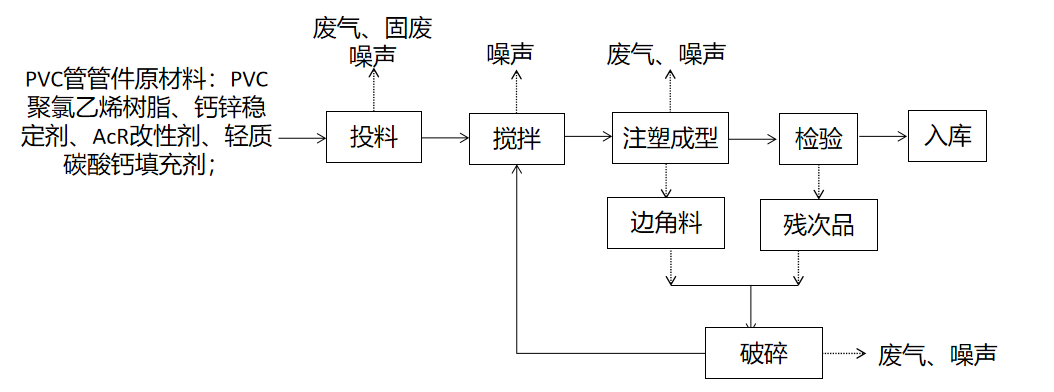 废气、固废
噪声
噪声
废气、噪声
PVC管管件原材料：PVC
聚氯乙烯树脂、钙锌稳
定剂、AcR改性剂、轻质
碳酸钙填充剂；
投料
搅拌
注塑成型
检验
入库
边角料
残次品
破碎
废气、噪声